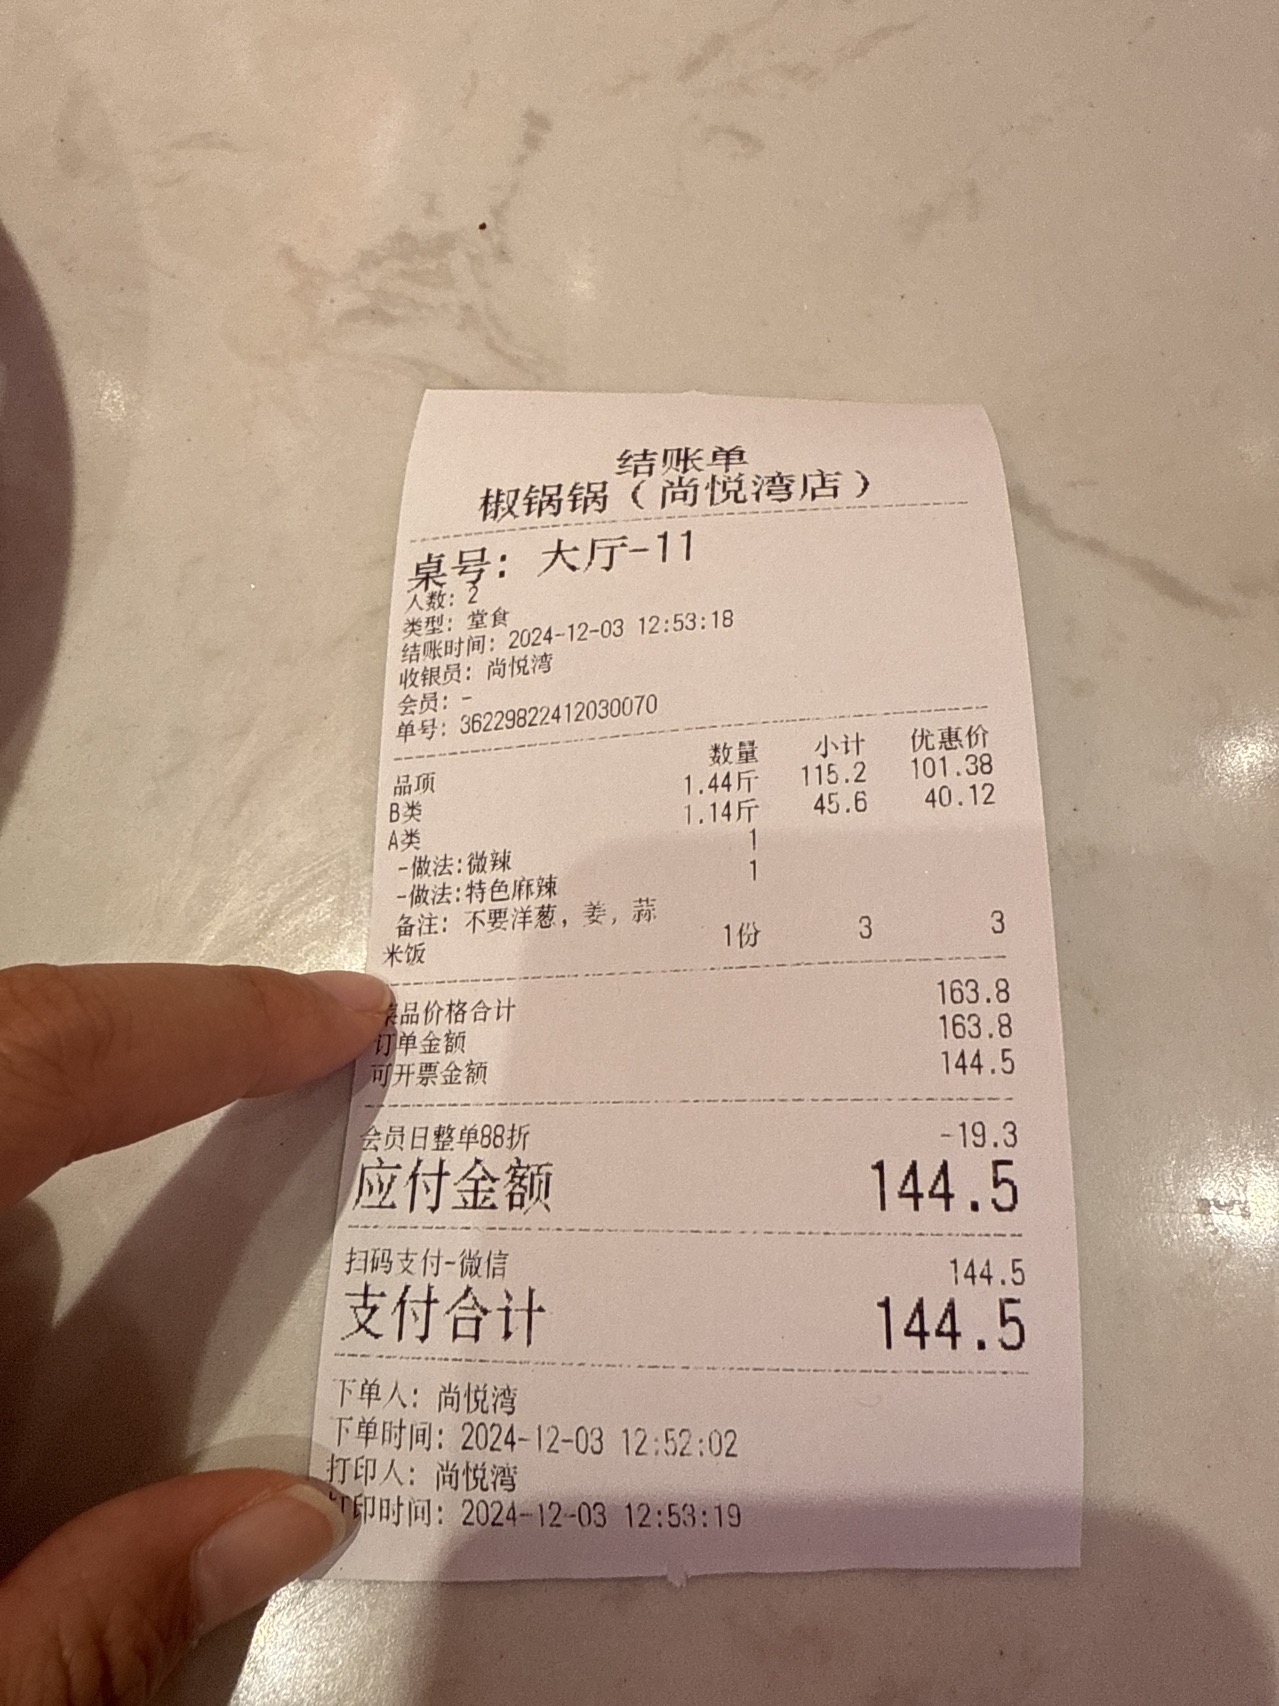 结账单
椒锅锅（尚悦湾店）
桌号：大厅-11
人数：2
类型：堂食
结账时间：2024-12-03 12:53:18
收银员：尚悦湾
会员：-
单号：36229822412030070
品项 数量 小计 优惠价
B类 1.44斤 115.2 101.38
A类 1.14斤 45.6 40.12
-做法:微辣 1
-做法:特色麻辣 1
备注：不要洋葱，姜，蒜
米饭 1份 3 3
菜品价格合计 163.8
订单金额 163.8
可开票金额 144.5
会员日整单88折 -19.3
应付金额 144.5
扫码支付-微信 144.5
支付合计 144.5
下单人：尚悦湾
下单时间：2024-12-03 12:52:02
打印人：尚悦湾
打印时间：2024-12-03 12:53:19